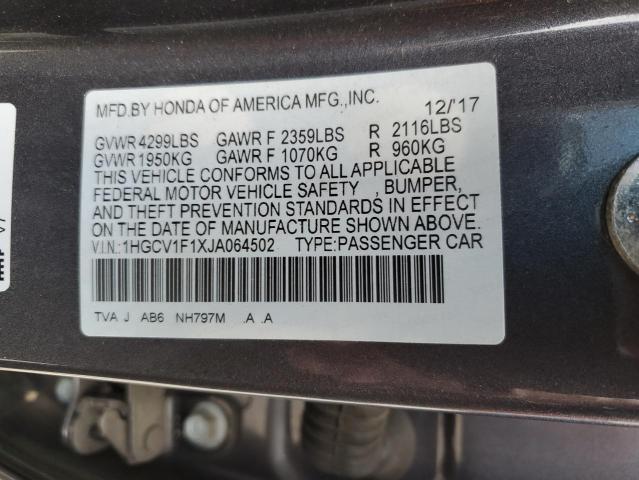 MFD.BY HONDA OF AMERICA MFG.,INC. 12/'17
GVWR 4299LBS GAWR F 2359LBS R 2116LBS
GVWR 1950KG GAWR F 1070KG R 960KG
THIS VEHICLE CONFORMS TO ALL APPLICABLE
FEDERAL MOTOR VEHICLE SAFETY , BUMPER,
AND THEFT PREVENTION STANDARDS IN EFFECT
ON THE DATE OF MANUFACTURE SHOWN ABOVE.
V.I.N.: 1HGCV1F1XJA064502 TYPE:PASSENGER CAR
TVA J AB6 NH797M .A .A